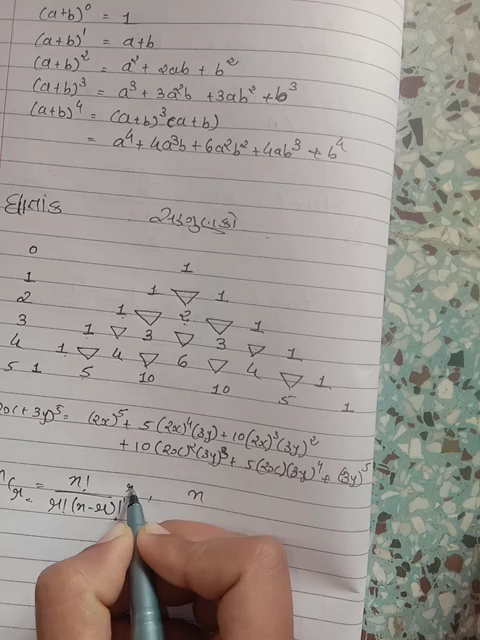 (a+b)⁰ = 1
(a+b)¹ = a+b
(a+b)² = a² + 2ab + b²
(a+b)³ = a³ + 3a²b + 3ab² + b³
(a+b)⁴ = (a+b)³(a+b)
= a⁴ + 4a³b + 6a²b² + 4ab³ + b⁴
ઘાતાંક સહગુણકો
0 1
1 1 1
2 1 2 1
3 1 3 3 1
4 1 4 6 4 1
5 1 5 10 10 5 1
(2x + 3y)⁵ = (2x)⁵ + 5(2x)⁴(3y) + 10(2x)³(3y)²
+ 10(2x)²(3y)³ + 5(2x)(3y)⁴ + (3y)⁵
ⁿCᵣ = n! / r!(n-r)! , n